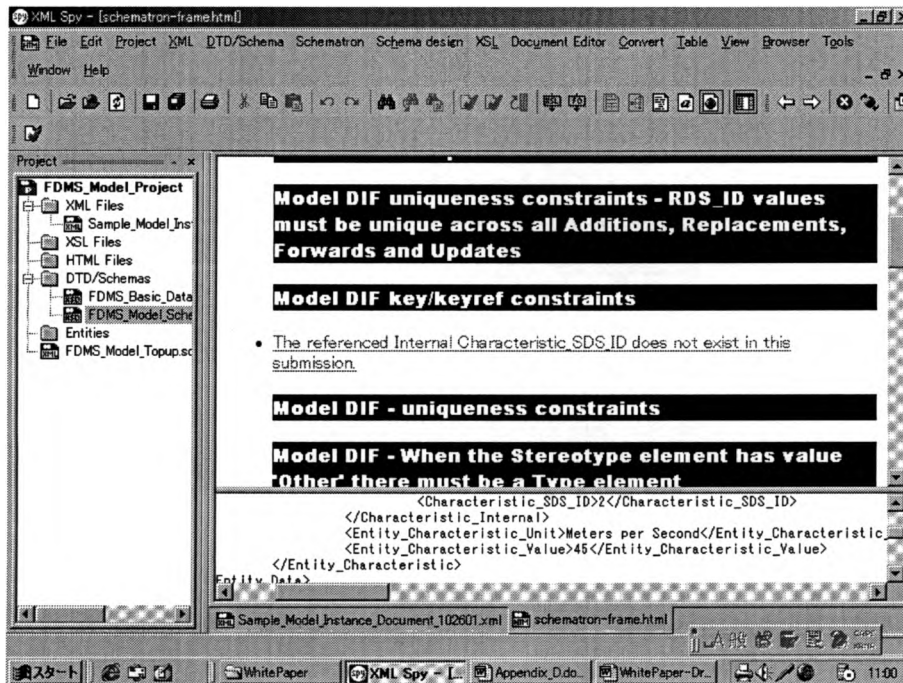 XML Spy - [schematron-frame.html]
File Edit Project XML DTD/Schema Schematron Schema design XSL Document Editor Convert Table View Browser Tools
Window Help
Project
FDMS_Model_Project
XML Files
Sample_Model_Ins
XSL Files
HTML Files
DTD/Schemas
FDMS_Basic_Data
FDMS_Model_Sche
Entities
FDMS_Model_Topup.sc
Model DIF uniqueness constraints - RDS_ID values
must be unique across all Additions, Replacements,
Forwards and Updates
Model DIF key/keyref constraints
• The referenced Internal Characteristic_SDS_ID does not exist in this
submission.
Model DIF - uniqueness constraints
Model DIF - When the Stereotype element has value
'Other' there must be a Type element
<Characteristic_SDS_ID>2</Characteristic_SDS_ID>
</Characteristic_Internal>
<Entity_Characteristic_Unit>Meters per Second</Entity_Characteristic_
<Entity_Characteristic_Value>45</Entity_Characteristic_Value>
</Entity_Characteristic>
Entity_Data>
Sample_Model_Instance_Document_102601.xml schematron-frame.html
A 般
スタート WhitePaper XML Spy - [... Appendix_D.do... WhitePaper-Dr... 11:00